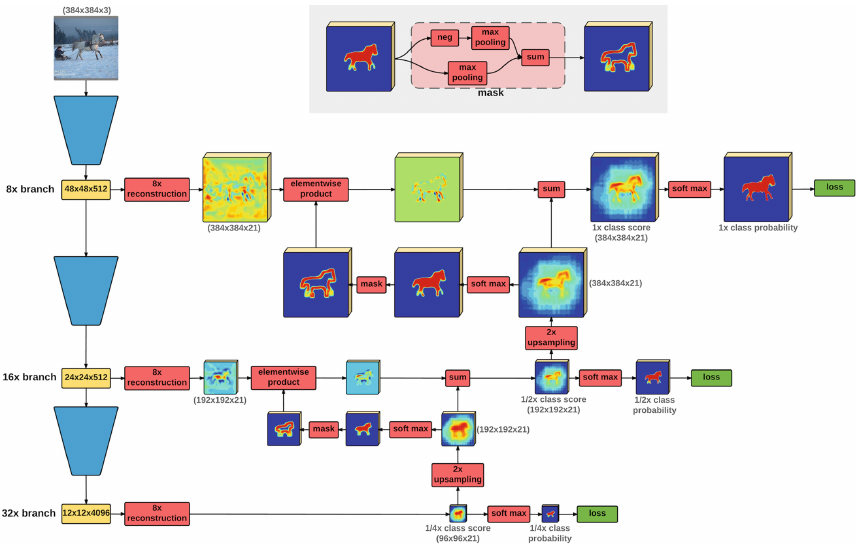 (384x384x3)
neg
max
pooling
max
pooling
sum
mask
8x branch
48x48x512
8x
reconstruction
(384x384x21)
elementwise
product
sum
1x class score
(384x384x21)
soft max
1x class probability
loss
mask
soft max
(384x384x21)
2x
upsampling
16x branch
24x24x512
8x
reconstruction
(192x192x21)
elementwise
product
sum
1/2x class score
(192x192x21)
soft max
1/2x class
probability
loss
mask
soft max
(192x192x21)
2x
upsampling
32x branch
12x12x4096
8x
reconstruction
1/4x class score
(96x96x21)
soft max
1/4x class
probability
loss